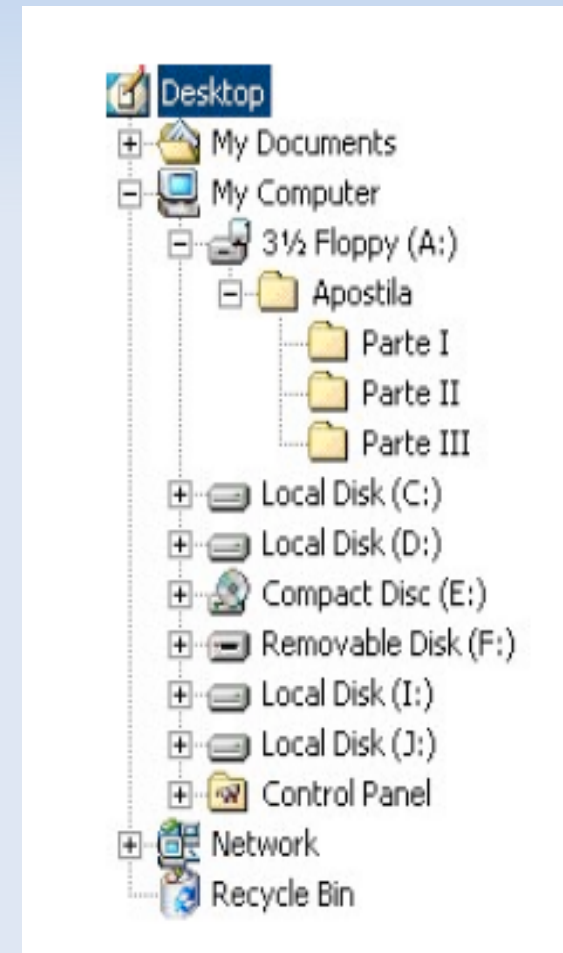 Desktop
My Documents
My Computer
3½ Floppy (A:)
Apostila
Parte I
Parte II
Parte III
Local Disk (C:)
Local Disk (D:)
Compact Disc (E:)
Removable Disk (F:)
Local Disk (I:)
Local Disk (J:)
Control Panel
Network
Recycle Bin